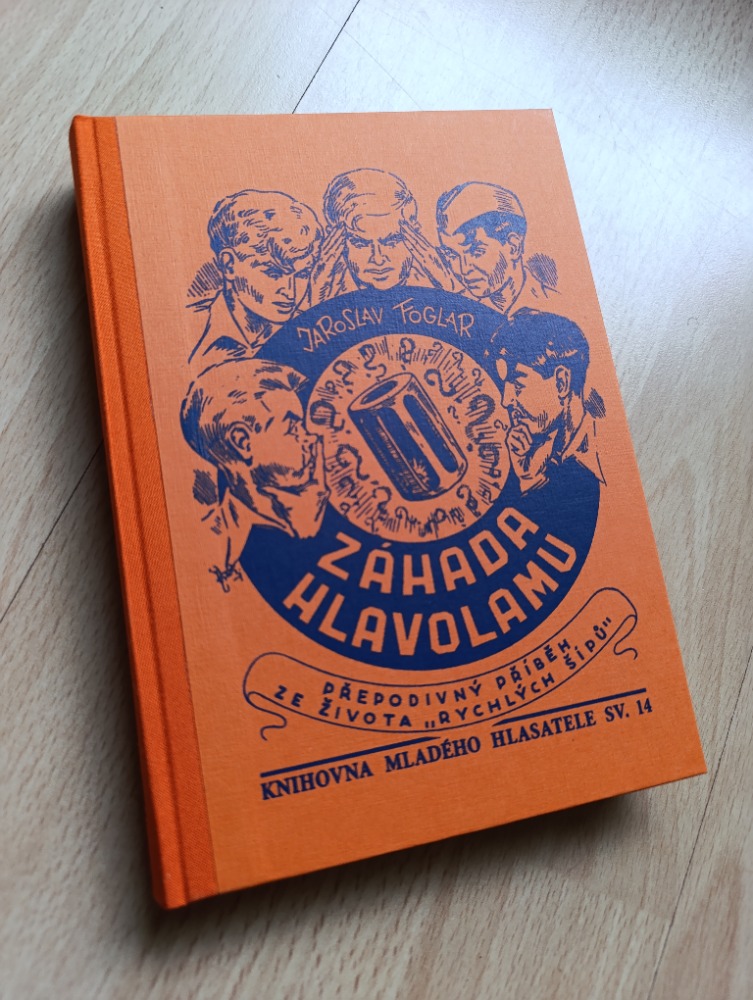 JAROSLAV FOGLAR
ZÁHADA
HLAVOLAMU
PŘEPODIVNÝ PŘÍBĚH
ZE ŽIVOTA „RYCHLÝCH ŠÍPŮ"
KNIHOVNA MLADÉHO HLASATELE SV. 14